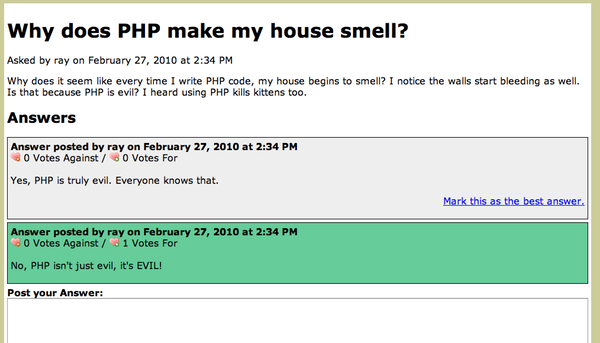 Why does PHP make my house smell?
Asked by ray on February 27, 2010 at 2:34 PM
Why does it seem like every time I write PHP code, my house begins to smell? I notice the walls start bleeding as well.
Is that because PHP is evil? I heard using PHP kills kittens too.
Answers
Answer posted by ray on February 27, 2010 at 2:34 PM
0 Votes Against / 0 Votes For
Yes, PHP is truly evil. Everyone knows that.
Mark this as the best answer.
Answer posted by ray on February 27, 2010 at 2:34 PM
0 Votes Against / 1 Votes For
No, PHP isn't just evil, it's EVIL!
Post your Answer: